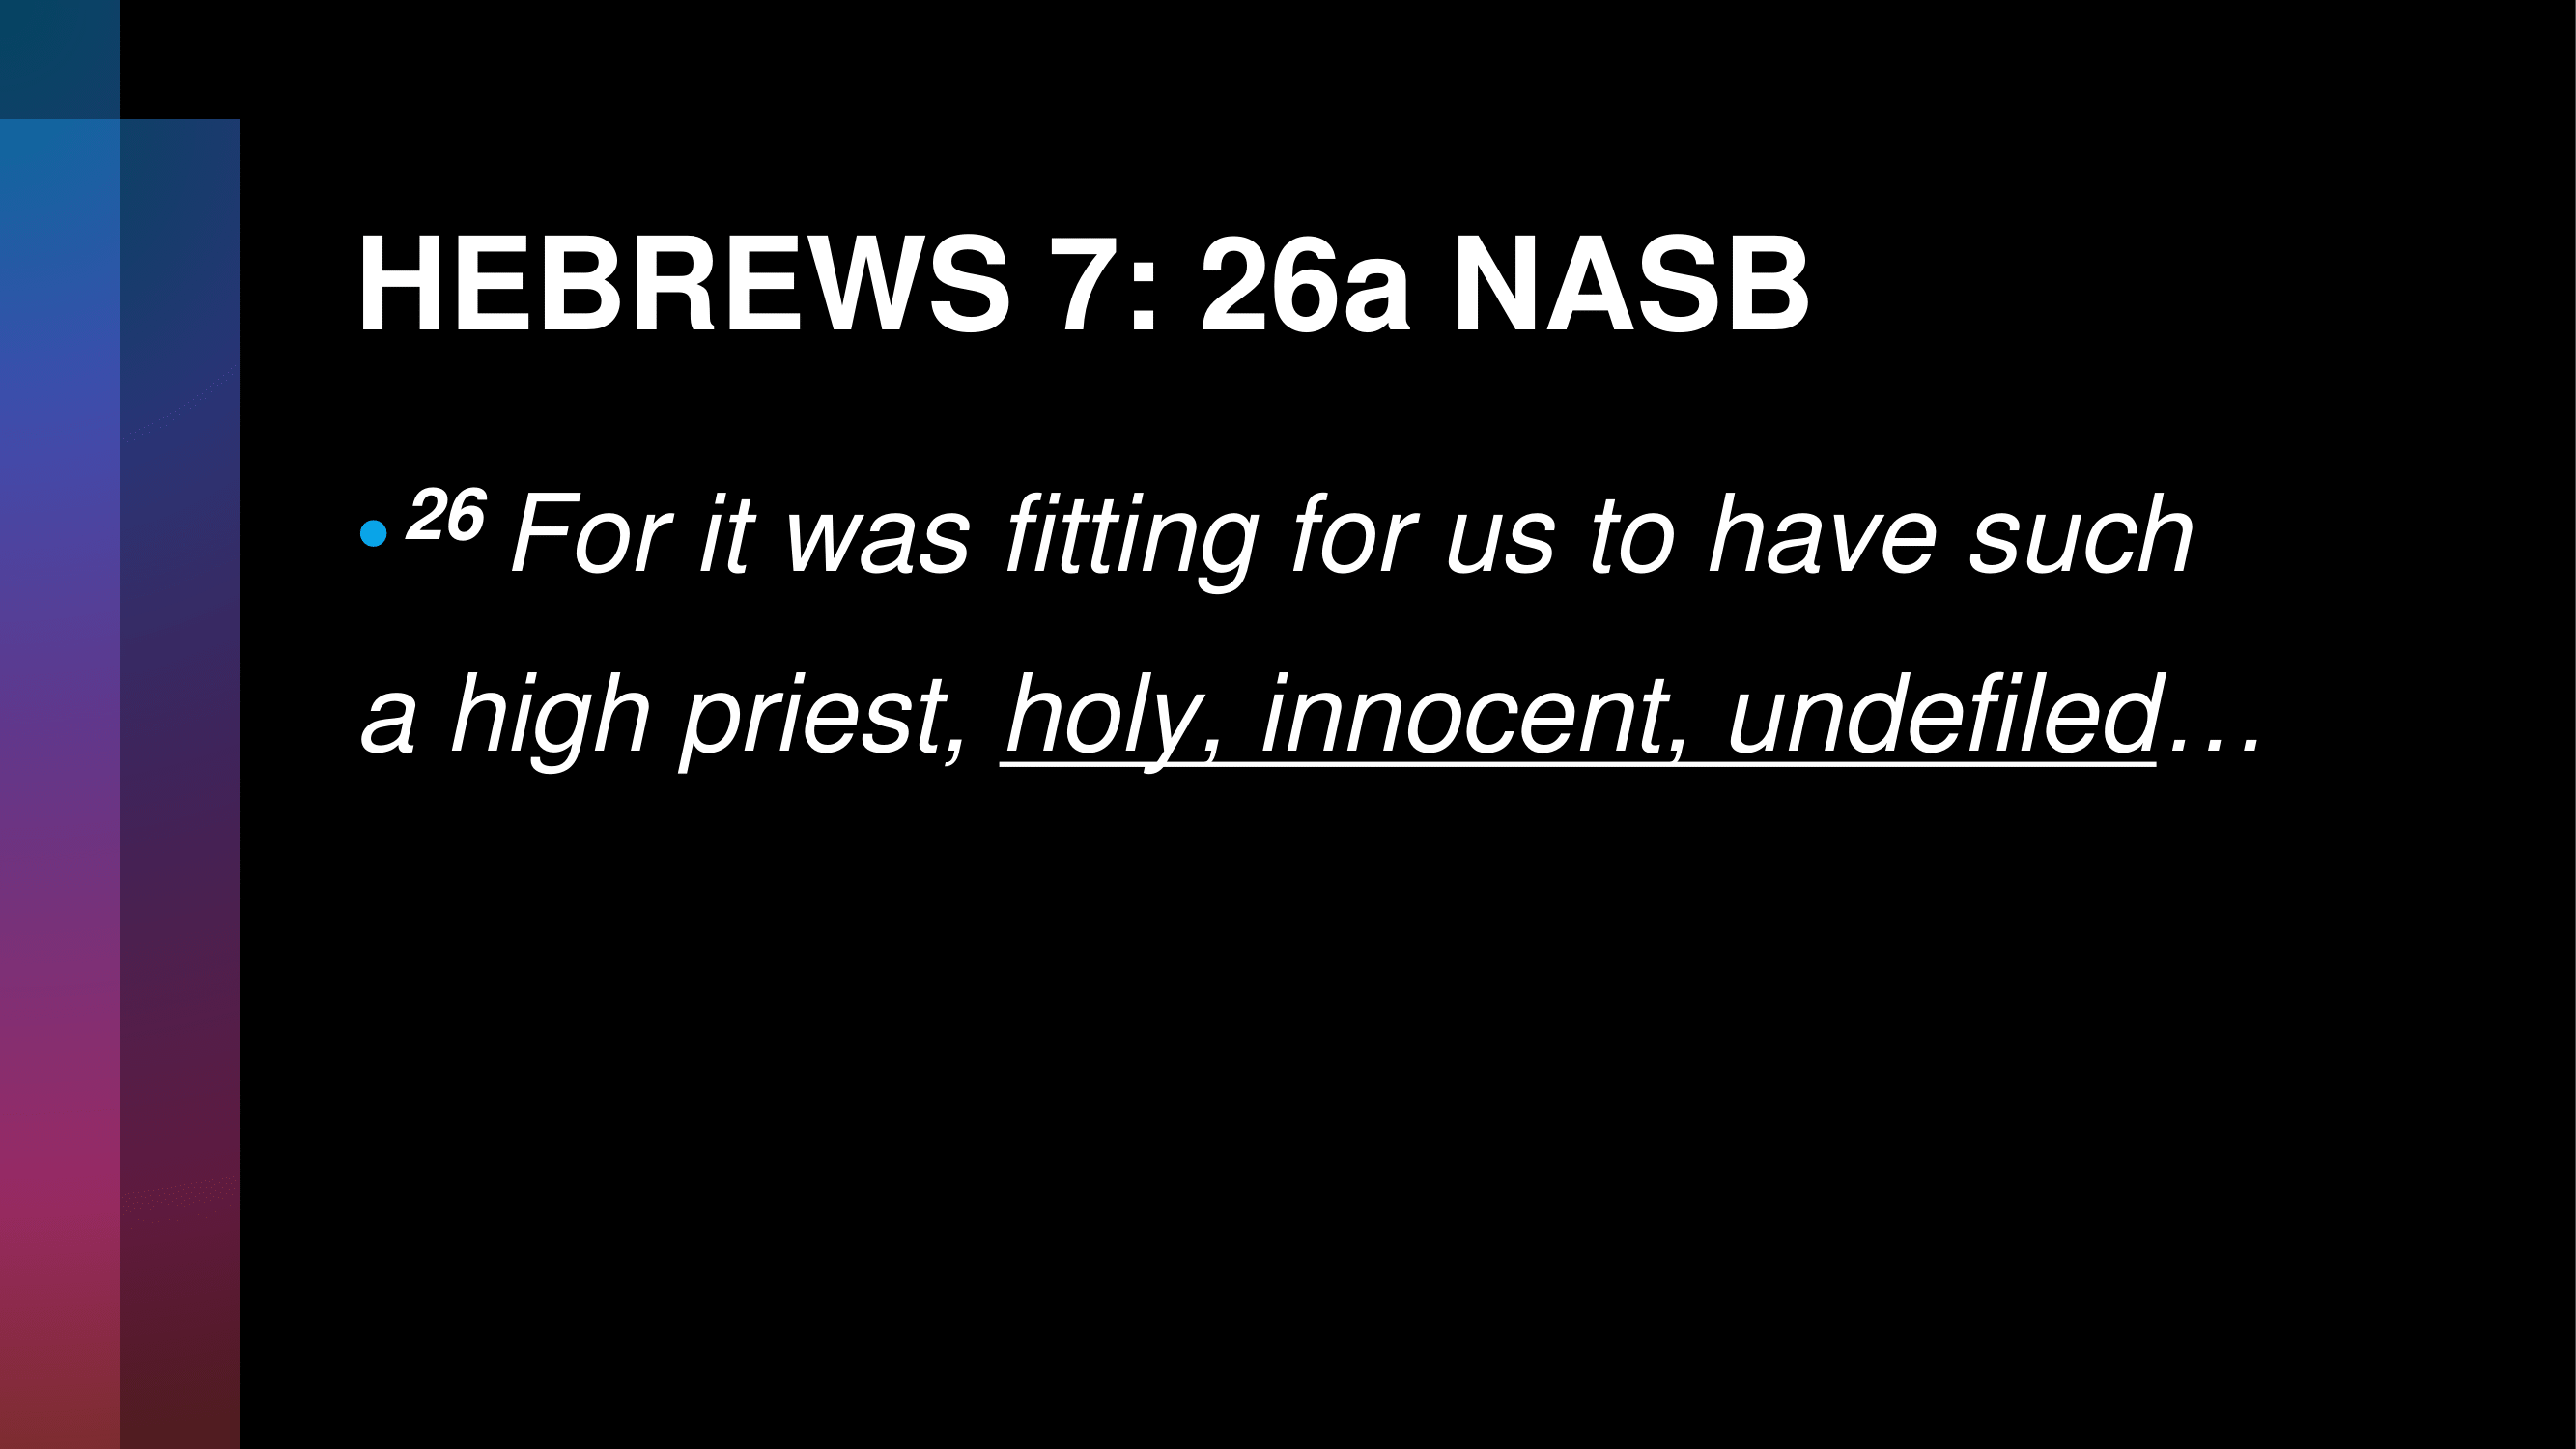 HEBREWS 7: 26a NASB
• 26 For it was fitting for us to have such
a high priest, holy, innocent, undefiled…